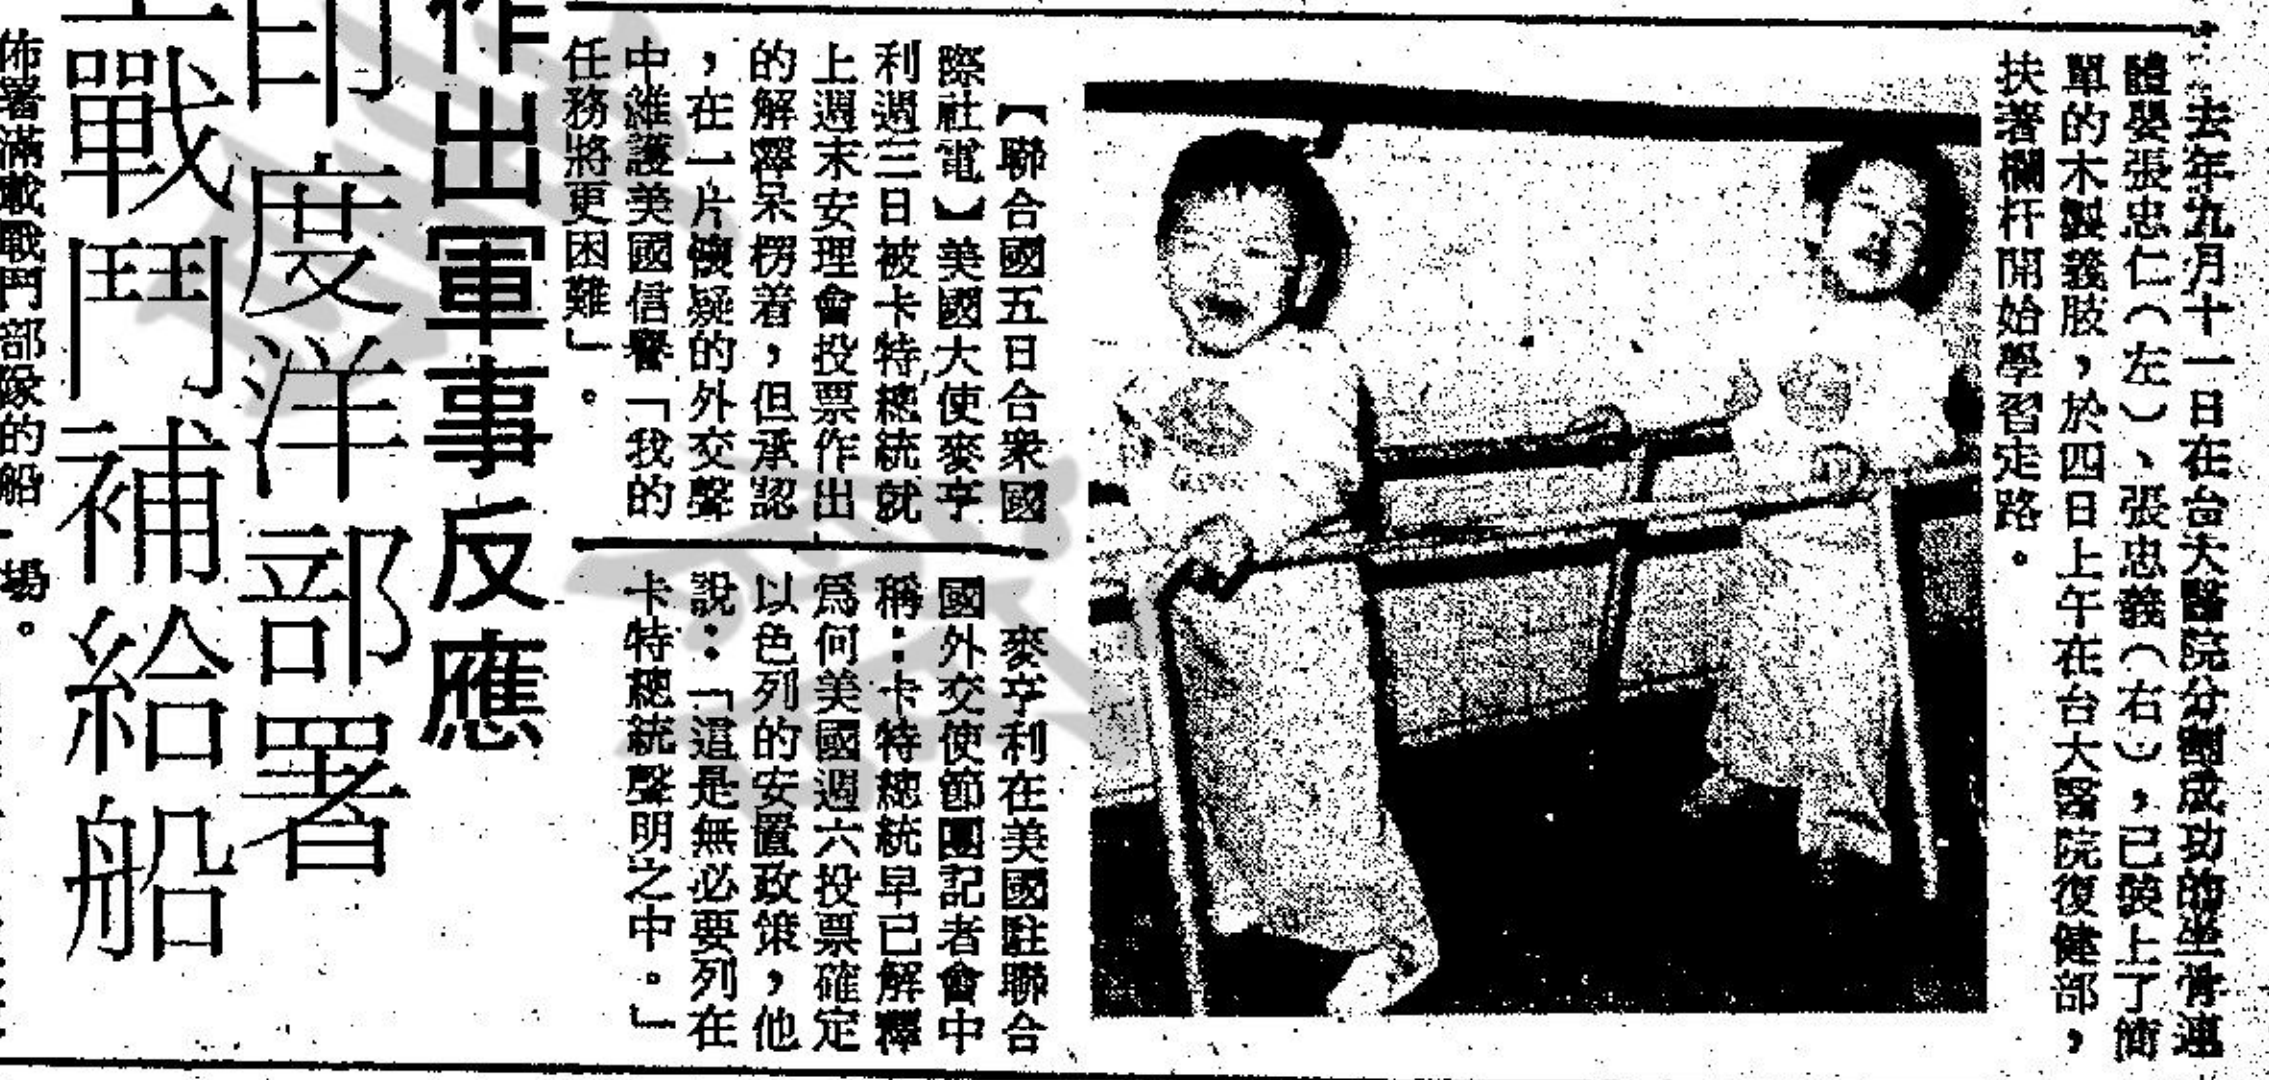 去年九月十一日在台大醫院分割成功的坐骨連
體嬰張忠仁(左)、張忠義(右),已裝上了簡
單的木製義肢,於四日上午在台大醫院復健部,
扶著欄杆開始學習走路。
【聯合國五日合衆國
際社電】美國大使麥亨
利週三日被卡特總統就
上週末安理會投票作出
的解釋呆楞着,但承認
,在一片懷疑的外交聲
中維護美國信譽「我的
任務將更困難」。
麥亨利在美國駐聯合
國外交使節團記者會中
稱:卡特總統早已解釋
爲何美國週六投票確定
以色列的安置政策,他
說:「這是無必要列在
卡特總統聲明之中。」
作出軍事反應
印度洋部署
戰鬥補給船
佈署滿載戰鬥部隊的船
場。